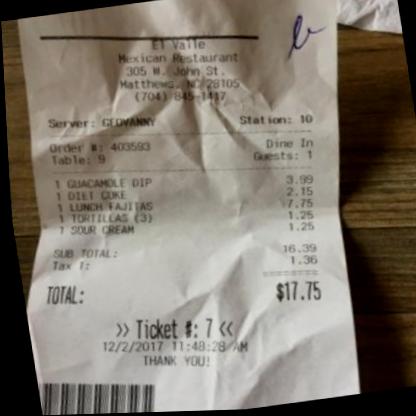 El Valle
Mexican Restaurant
305 W. John St.
Matthews, NC 28105
(704) 845-1417
Server: GEOVANNY Station: 10
Order #: 403593 Dine In
Table: 9 Guests: 1
1 GUACAMOLE DIP 3.99
1 DIET COKE 2.15
1 LUNCH FAJITAS 7.75
1 TORTILLAS (3) 1.25
1 SOUR CREAM 1.25
SUB TOTAL: 16.39
Tax 1: 1.36
TOTAL: $17.75
>> Ticket #: 7 <<
12/2/2017 11:48:28 AM
THANK YOU!